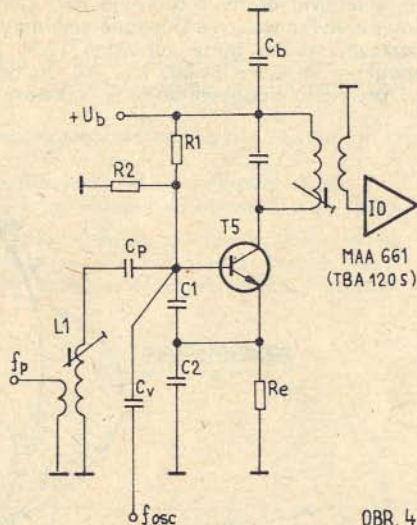 Cb
+Ub
R1
R2
T5
IO
MAA 661
(TBA 120S)
Cp
C1
L1
fp
Cv
C2
Re
fosc
OBR. 4